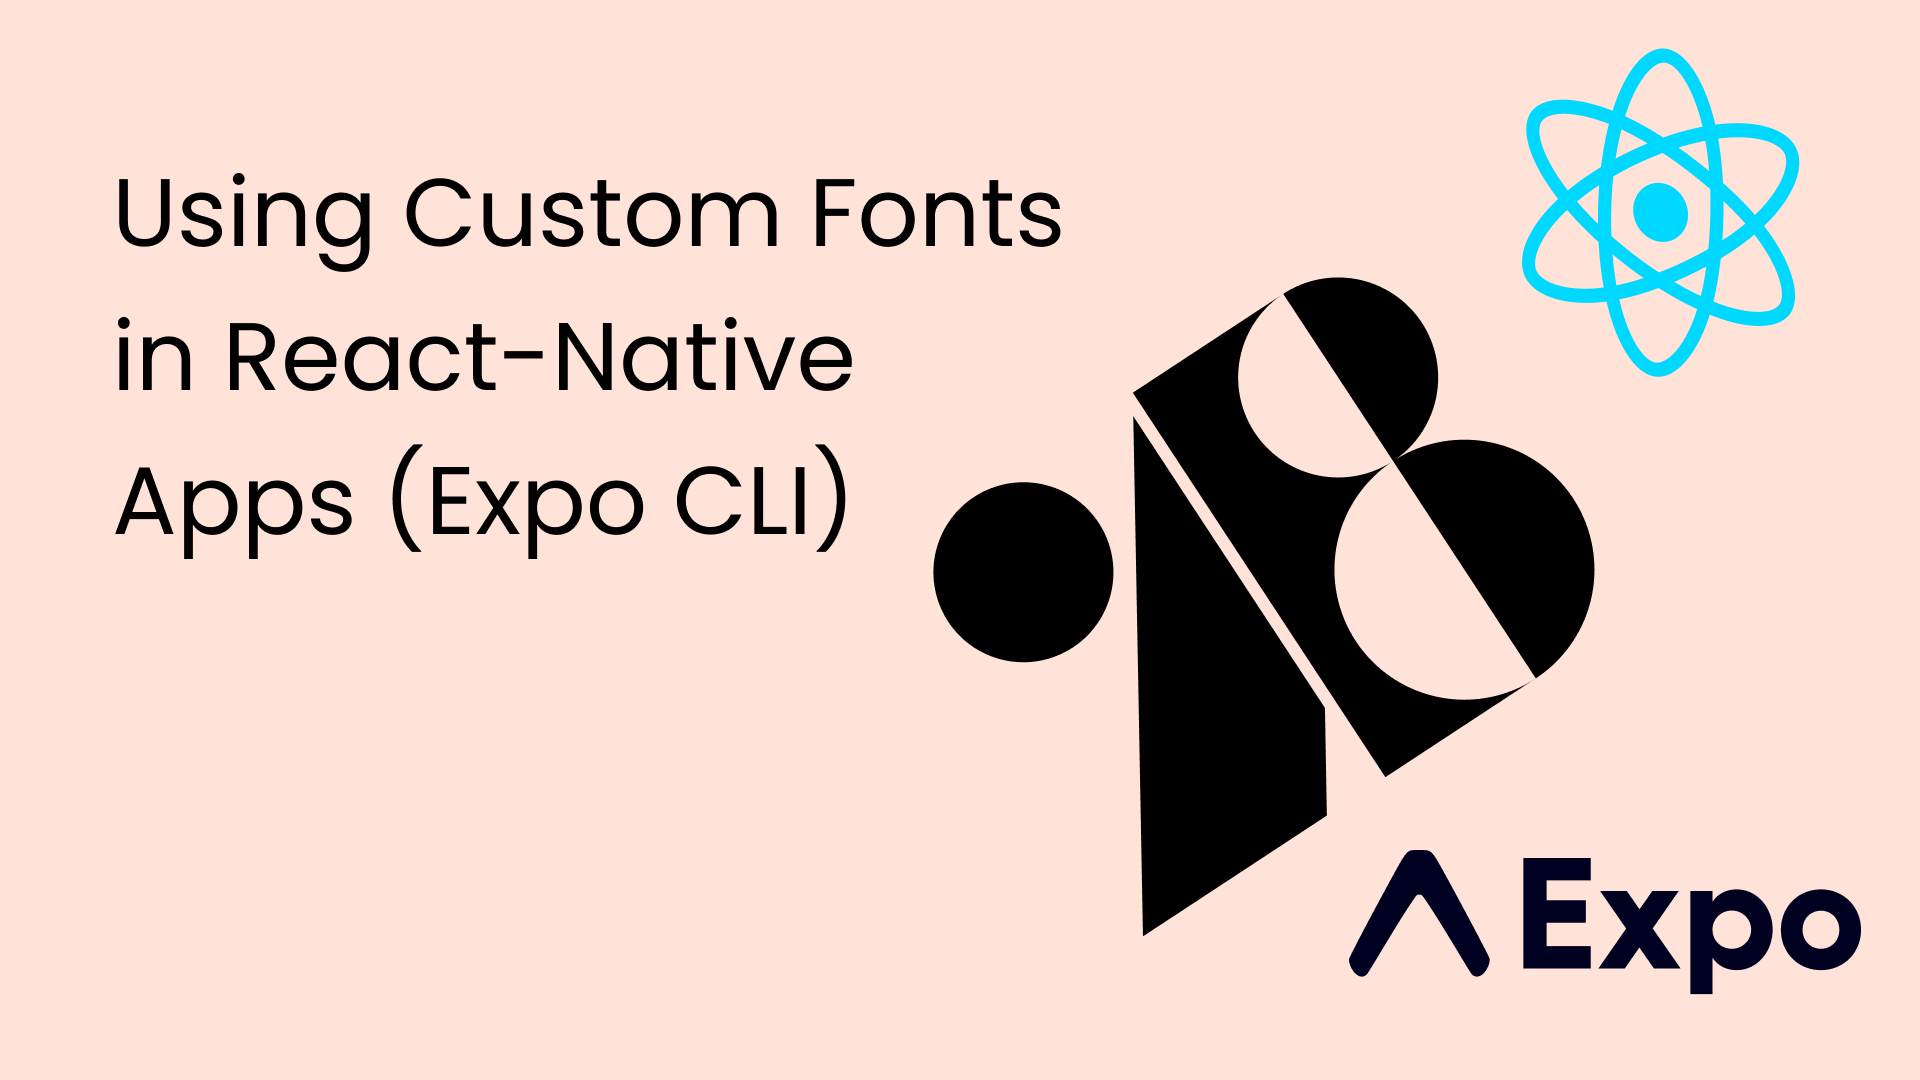 Using Custom Fonts
in React-Native
Apps (Expo CLI)
Expo